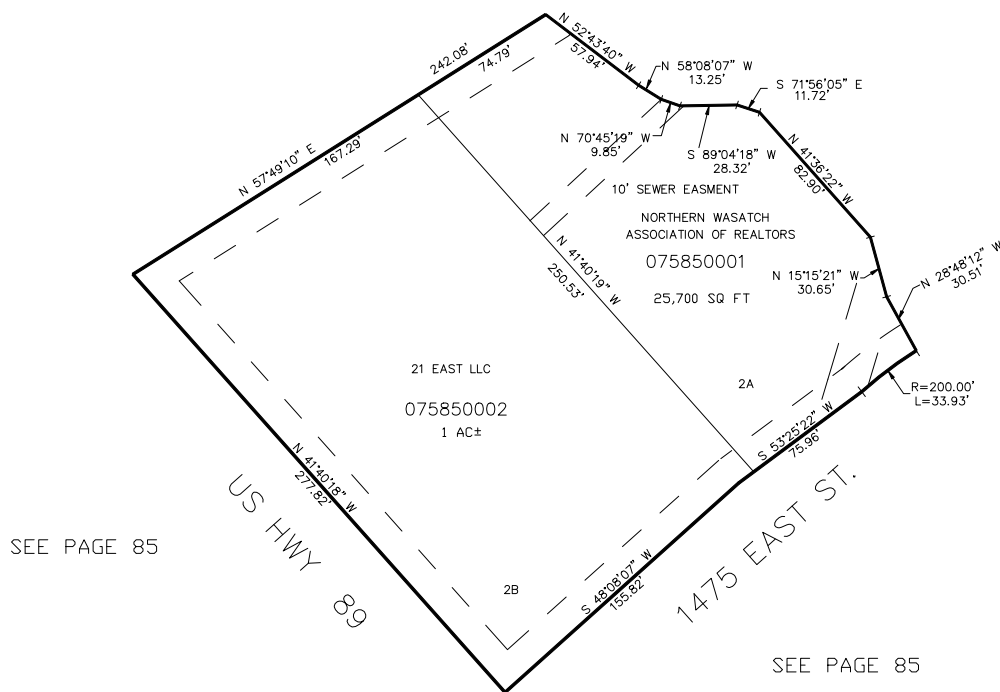 N 52°43'40" W
57.94'
242.08'
74.79'
N 58°08'07" W
13.25'
S 71°56'05" E
11.72'
N 70°45'19" W
9.85'
S 89°04'18" W
28.32'
N 41°36'22" W
82.90'
N 57°49'10" E
167.29'
10' SEWER EASMENT
NORTHERN WASATCH
ASSOCIATION OF REALTORS
075850001
25,700 SQ FT
N 41°40'19" W
250.53'
N 15°15'21" W
30.65'
N 28°48'12" W
30.51'
21 EAST LLC
075850002
1 AC±
2A
R=200.00'
L=33.93'
S 53°25'22" W
75.96'
N 41°40'18" W
277.82'
US HWY 89
SEE PAGE 85
1475 EAST ST.
2B
S 48°08'07" W
155.82'
SEE PAGE 85